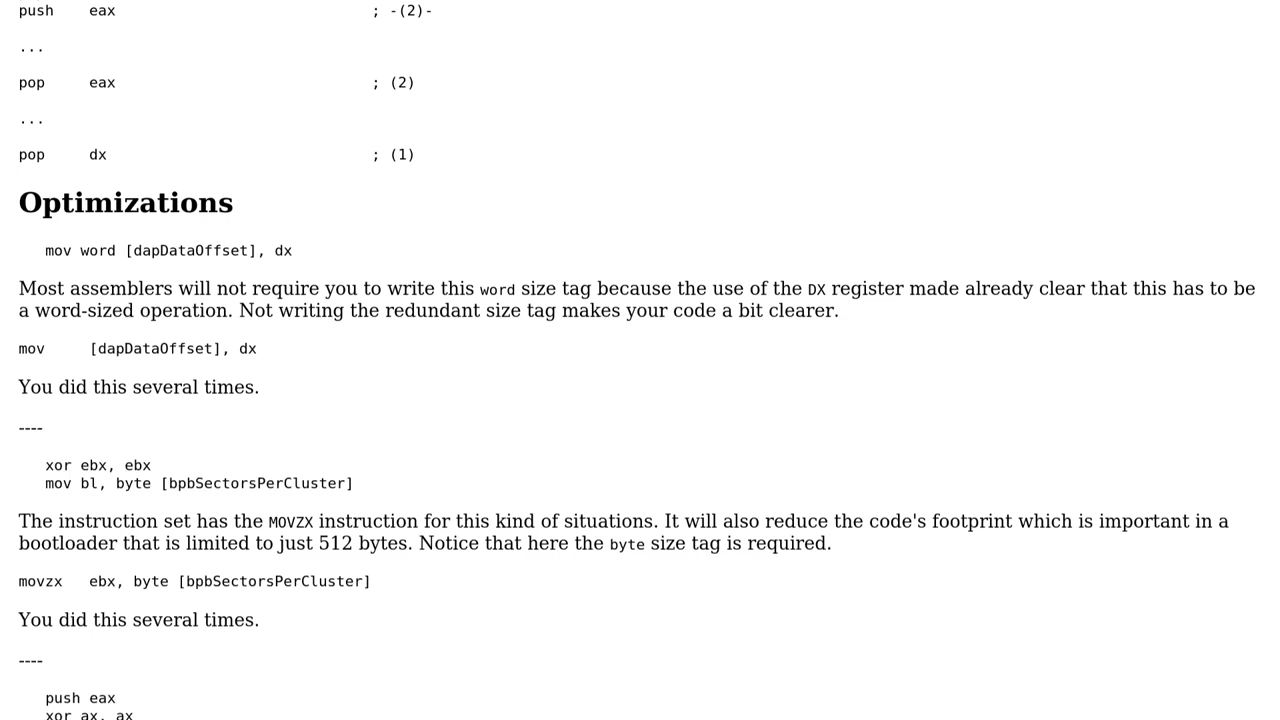 push    eax                             ; -(2)-
...
pop     eax                             ; (2)
...
pop     dx                              ; (1)
Optimizations
   mov word [dapDataOffset], dx
Most assemblers will not require you to write this word size tag because the use of the DX register made already clear that this has to be
a word-sized operation. Not writing the redundant size tag makes your code a bit clearer.
mov     [dapDataOffset], dx
You did this several times.
----
   xor ebx, ebx
   mov bl, byte [bpbSectorsPerCluster]
The instruction set has the MOVZX instruction for this kind of situations. It will also reduce the code's footprint which is important in a
bootloader that is limited to just 512 bytes. Notice that here the byte size tag is required.
movzx   ebx, byte [bpbSectorsPerCluster]
You did this several times.
----
   push eax
   xor ax, ax